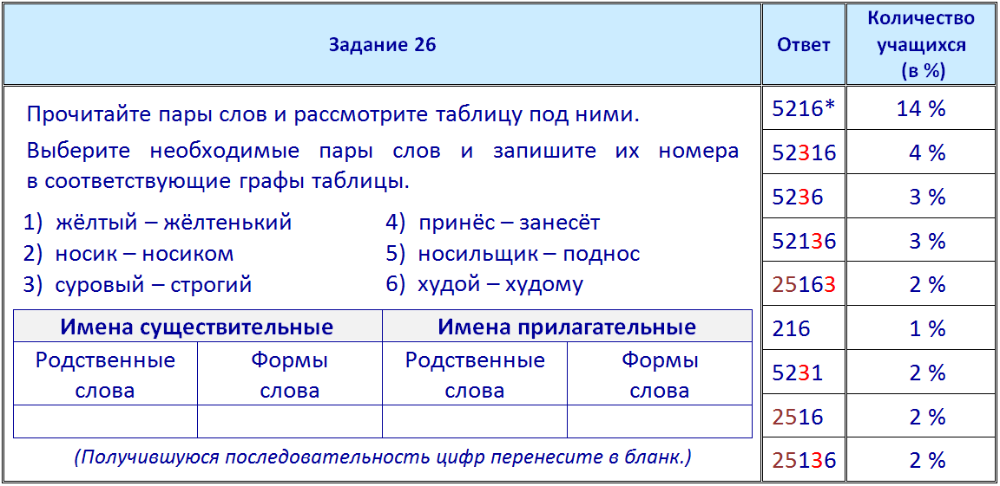 Задание 26
Ответ
Количество
учащихся
(в %)
Прочитайте пары слов и рассмотрите таблицу под ними.
Выберите необходимые пары слов и запишите их номера
в соответствующие графы таблицы.
1) жёлтый – жёлтенький
4) принёс – занесёт
2) носик – носиком
5) носильщик – поднос
3) суровый – строгий
6) худой – худому
Имена существительные
Имена прилагательные
Родственные
слова
Формы
слова
Родственные
слова
Формы
слова
(Получившуюся последовательность цифр перенесите в бланк.)
5216* 14 %
52316 4 %
5236 3 %
52136 3 %
25163 2 %
216 1 %
5231 2 %
2516 2 %
25136 2 %